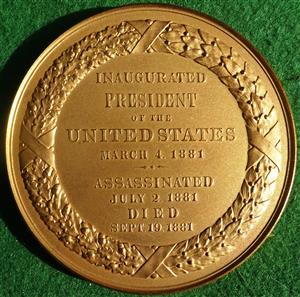 INAUGURATED
PRESIDENT
OF THE
UNITED STATES
MARCH 4, 1881
ASSASSINATED
JULY 2, 1881
DIED
SEPT 19, 1881